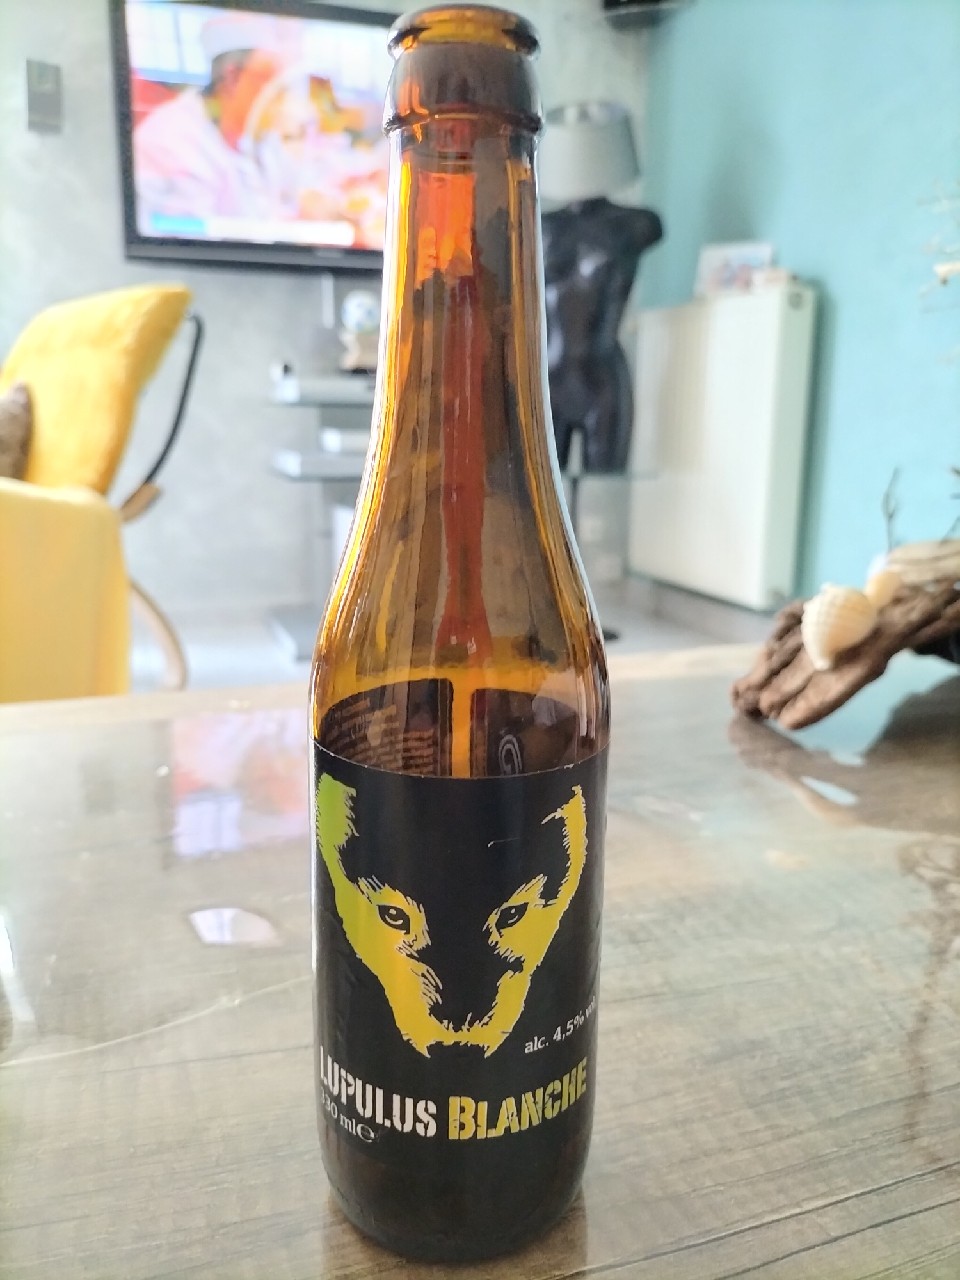 alc. 4,5% vol
LUPULUS BLANCHE
330 ml℮